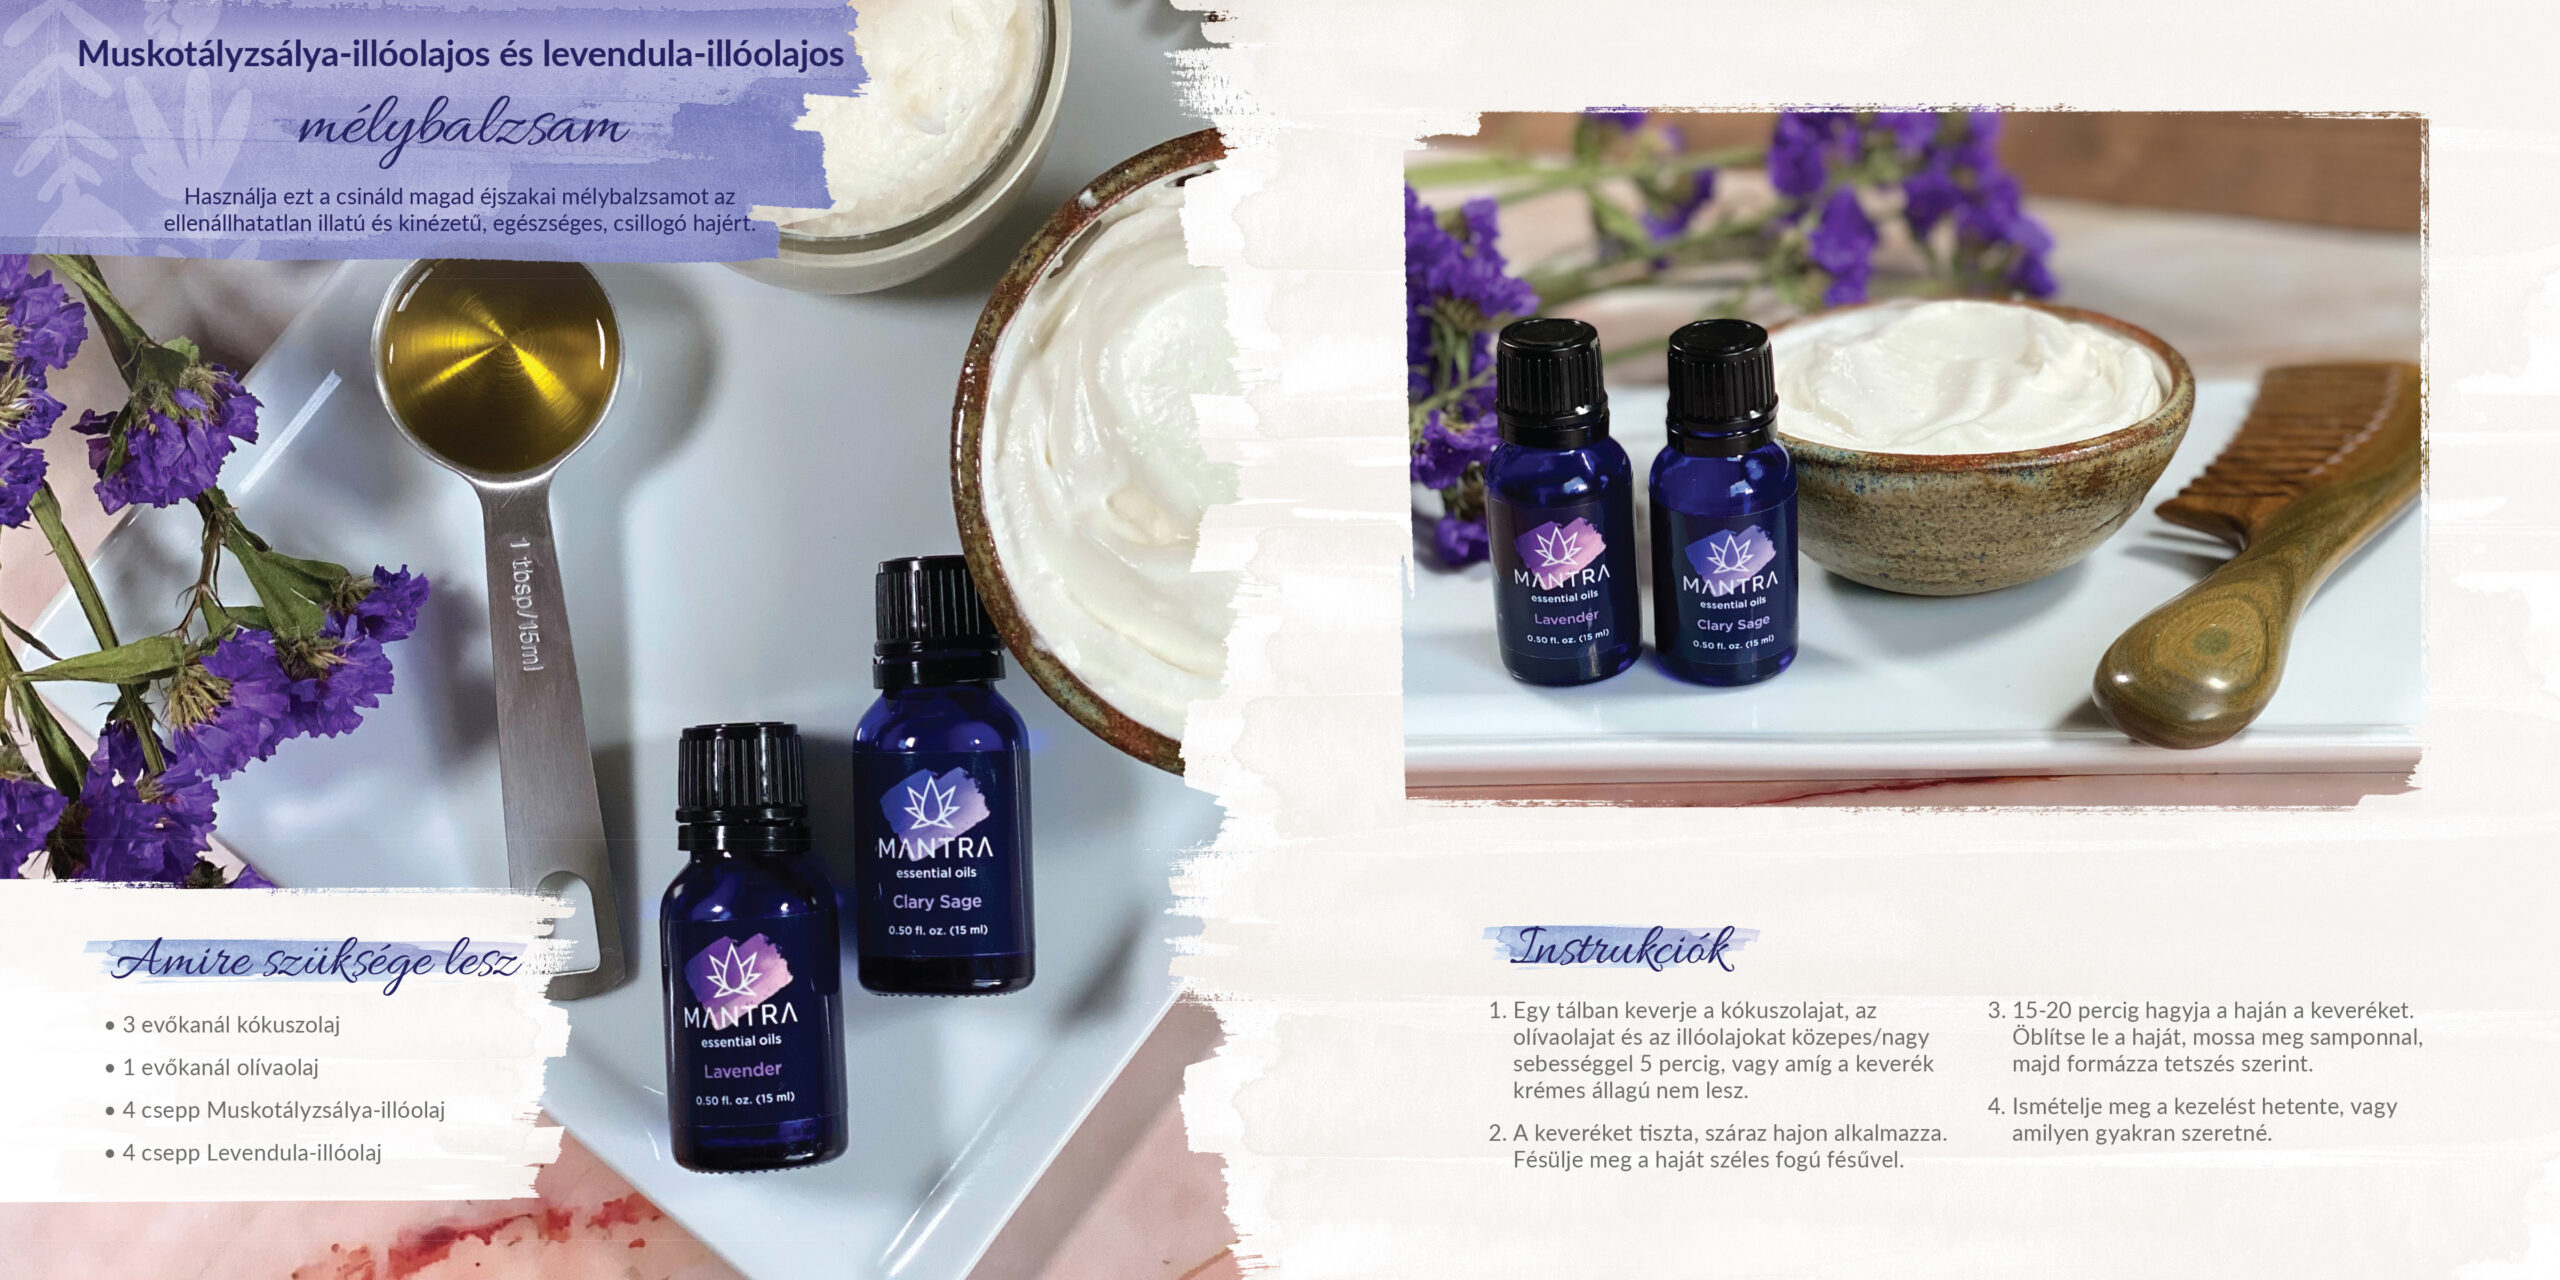 Muskotályzsálya-illóolajos és levendula-illóolajos
mélybalzsam
Használja ezt a csináld magad éjszakai mélybalzsamot az
ellenállhatatlan illatú és kinézetű, egészséges, csillogó hajért.
1 tbsp/15ml
MANTRA
essential oils
Clary Sage
0.50 fl. oz. (15 ml)
MANTRA
essential oils
Lavender
0.50 fl. oz. (15 ml)
Amire szüksége lesz
• 3 evőkanál kókuszolaj
• 1 evőkanál olívaolaj
• 4 csepp Muskotályzsálya-illóolaj
• 4 csepp Levendula-illóolaj
MANTRA
essential oils
Lavender
0.50 fl. oz. (15 ml)
MANTRA
essential oils
Clary Sage
0.50 fl. oz. (15 ml)
Instrukciók
1. Egy tálban keverje a kókuszolajat, az
olívaolajat és az illóolajokat közepes/nagy
sebességgel 5 percig, vagy amíg a keverék
krémes állagú nem lesz.
2. A keveréket tiszta, száraz hajon alkalmazza.
Fésülje meg a haját széles fogú fésűvel.
3. 15-20 percig hagyja a haján a keveréket.
Öblítse le a haját, mossa meg samponnal,
majd formázza tetszés szerint.
4. Ismételje meg a kezelést hetente, vagy
amilyen gyakran szeretné.